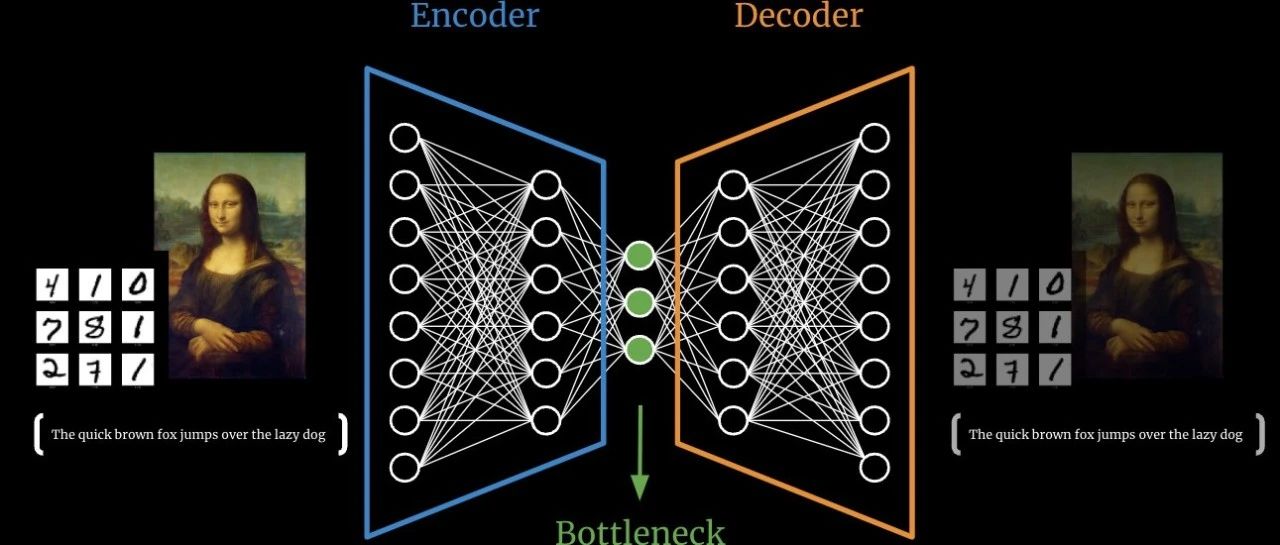 Encoder
Decoder
4 1 0
7 8 1
2 7 1
The quick brown fox jumps over the lazy dog
4 1 0
7 8 1
2 7 1
The quick brown fox jumps over the lazy dog
Bottleneck